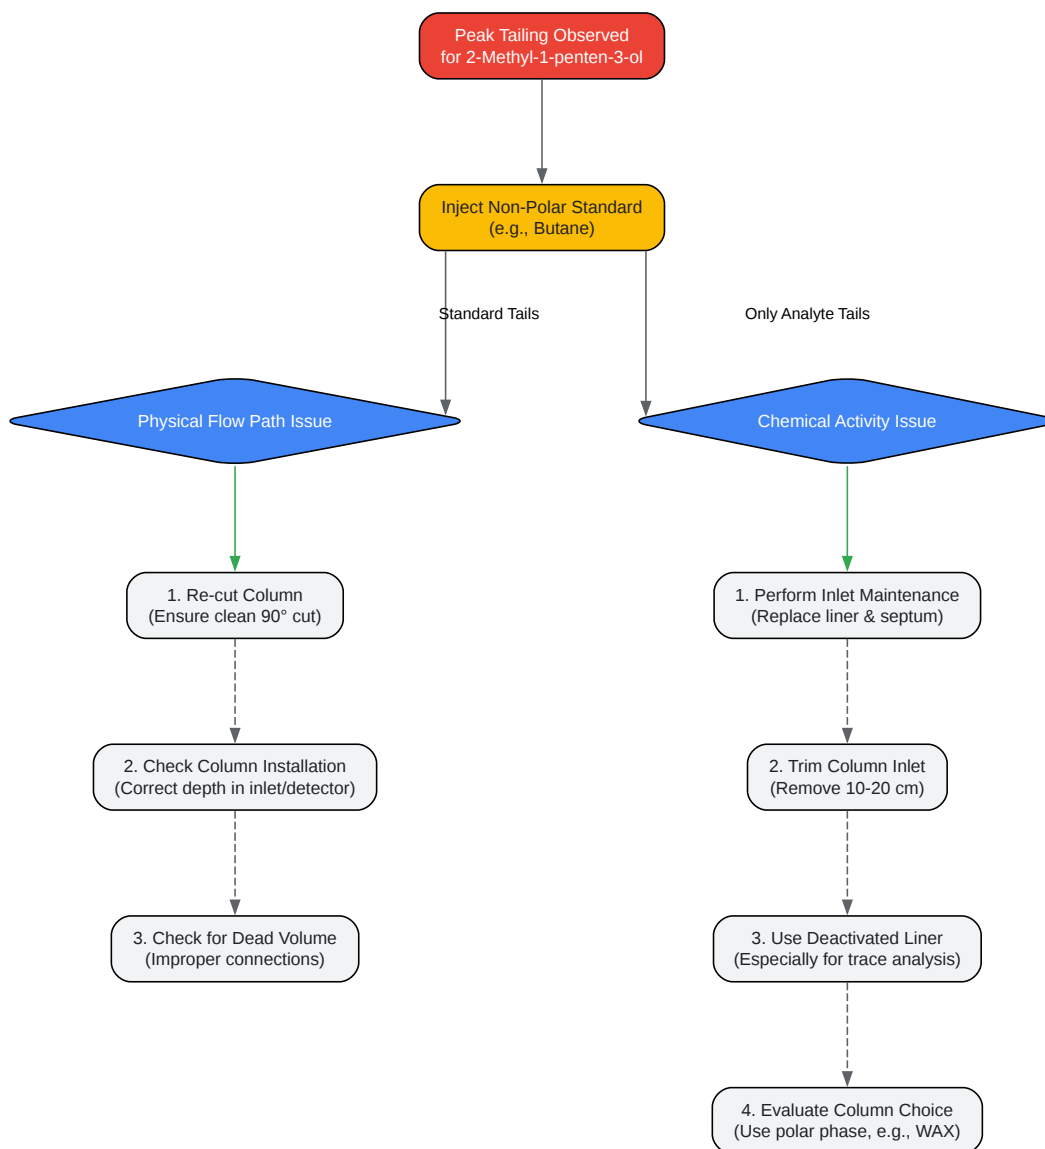 Peak Tailing Observed
for 2-Methyl-1-penten-3-ol
Inject Non-Polar Standard
(e.g., Butane)
Standard Tails
Only Analyte Tails
Physical Flow Path Issue
Chemical Activity Issue
1. Re-cut Column
(Ensure clean 90° cut)
1. Perform Inlet Maintenance
(Replace liner & septum)
2. Check Column Installation
(Correct depth in inlet/detector)
2. Trim Column Inlet
(Remove 10-20 cm)
3. Check for Dead Volume
(Improper connections)
3. Use Deactivated Liner
(Especially for trace analysis)
4. Evaluate Column Choice
(Use polar phase, e.g., WAX)